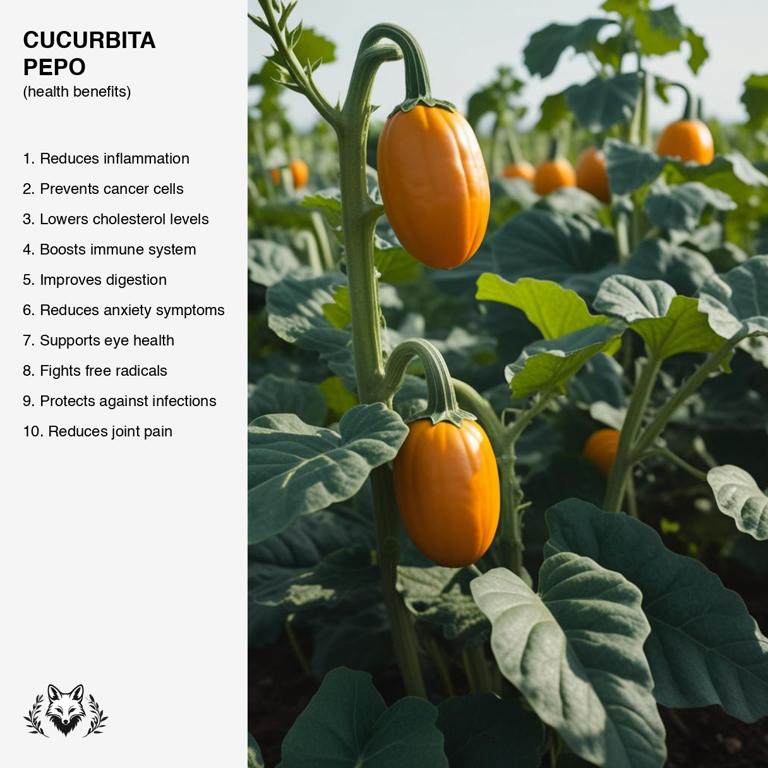 CUCURBITA
PEPO
(health benefits)
1. Reduces inflammation
2. Prevents cancer cells
3. Lowers cholesterol levels
4. Boosts immune system
5. Improves digestion
6. Reduces anxiety symptoms
7. Supports eye health
8. Fights free radicals
9. Protects against infections
10. Reduces joint pain